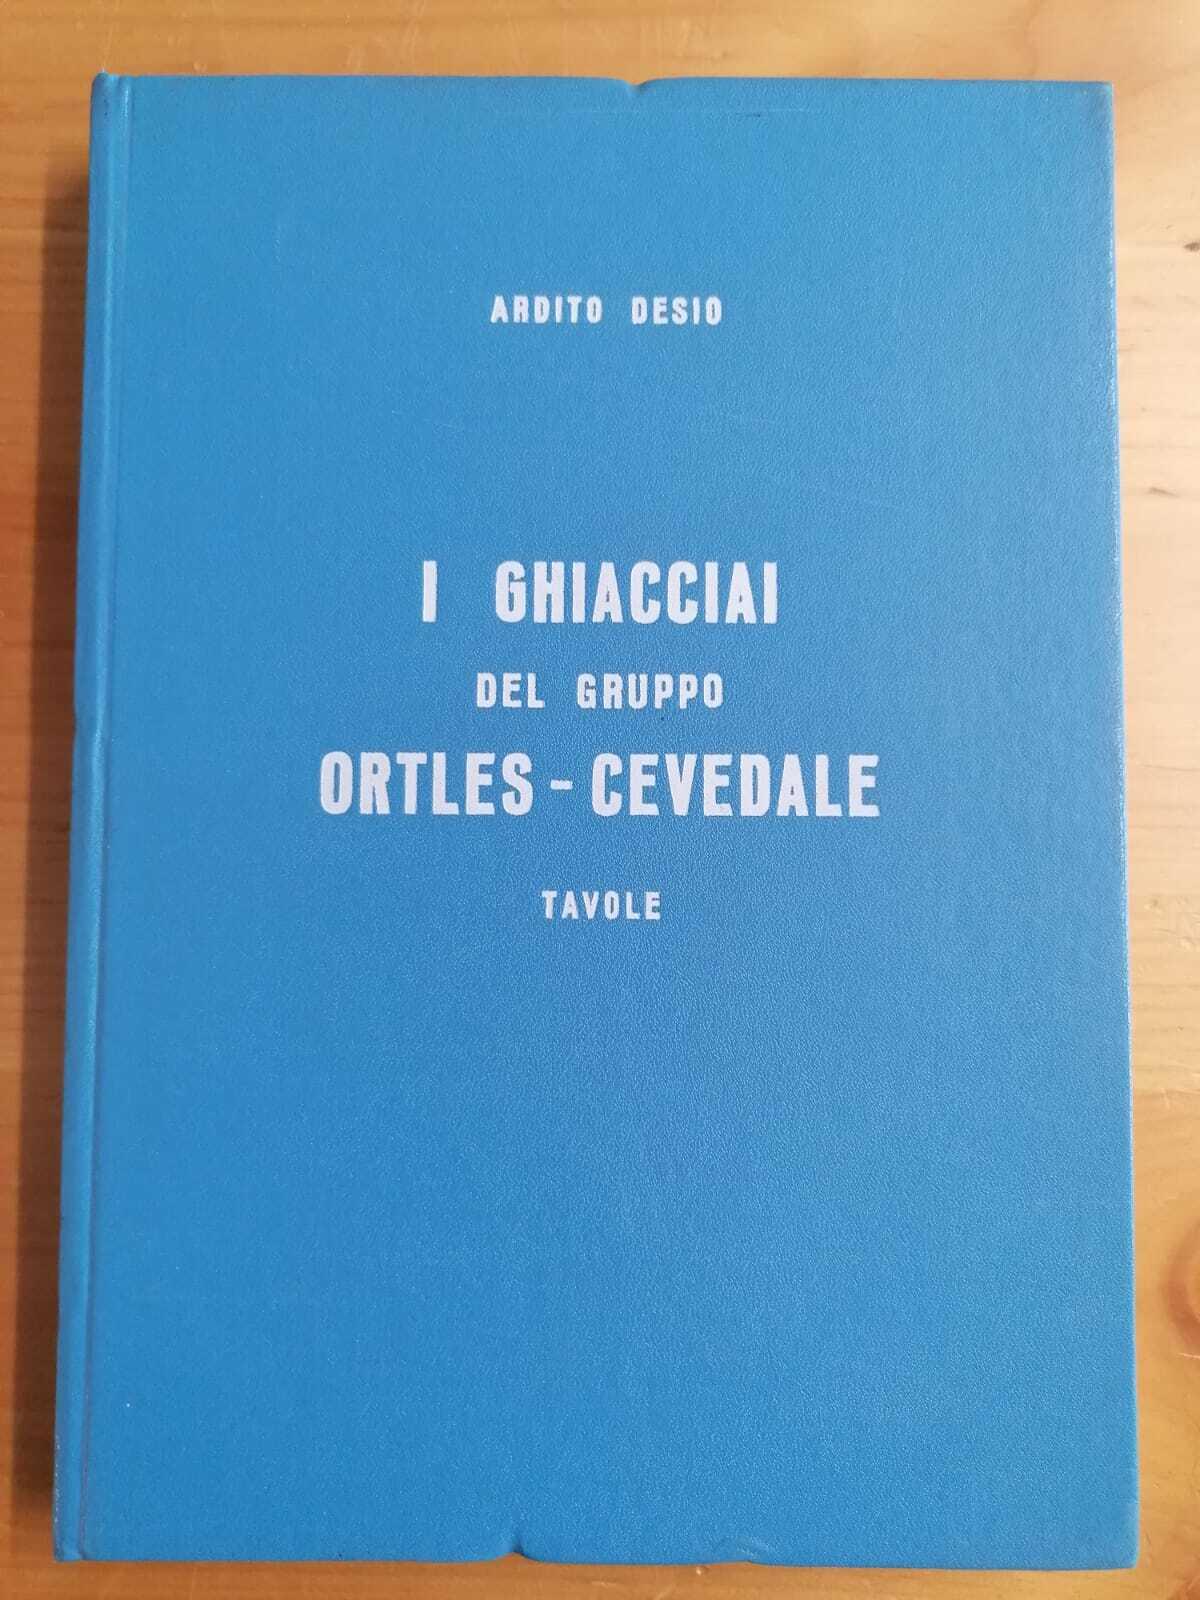 ARDITO DESIO
I GHIACCIAI
DEL GRUPPO
ORTLES - CEVEDALE
TAVOLE